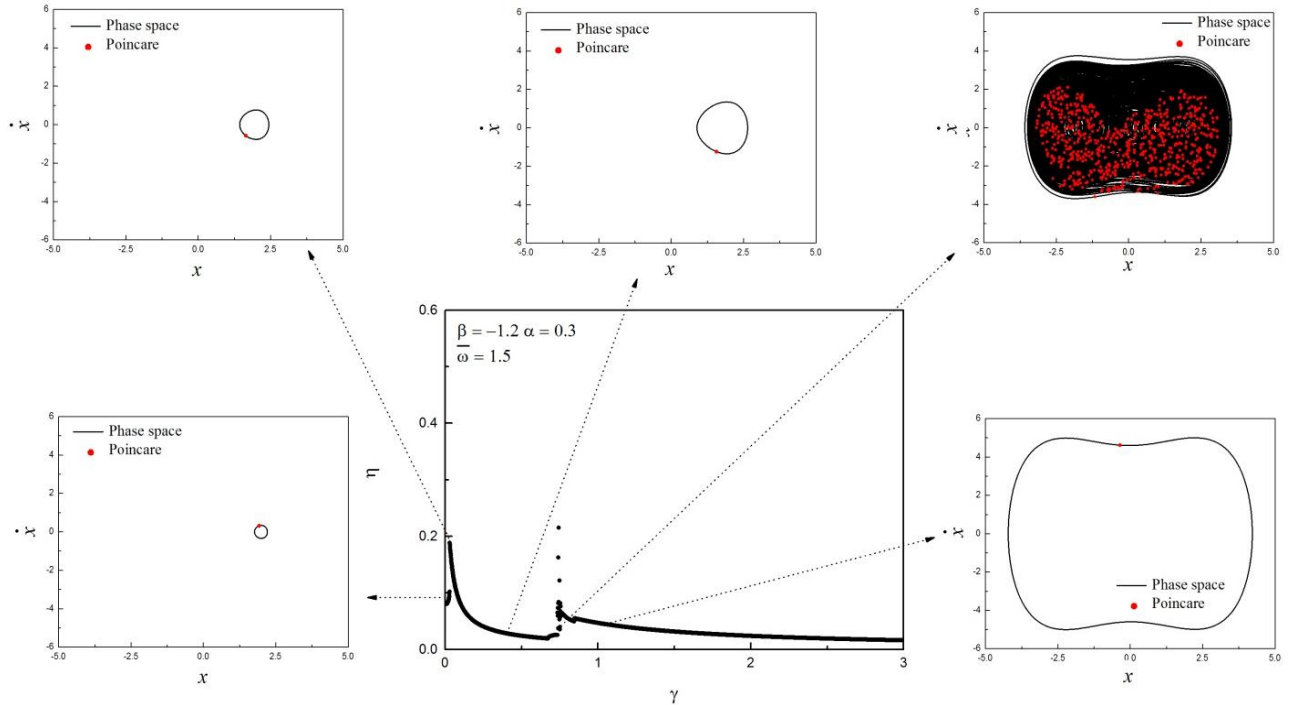 Phase space
Poincare
6
4
2
0
-2
-4
-6
-5.0 -2.5 0.0 2.5 5.0
ẋ
x
Phase space
Poincare
6
4
2
0
-2
-4
-6
-5.0 -2.5 0.0 2.5 5.0
ẋ
x
Phase space
Poincare
6
4
2
0
-2
-4
-6
-5.0 -2.5 0.0 2.5 5.0
ẋ
x
Phase space
Poincare
6
4
2
0
-2
-4
-6
-5.0 -2.5 0.0 2.5 5.0
ẋ
x
β = −1.2 α = 0.3
ω̅ = 1.5
0.6
0.4
0.2
0.0
0 1 2 3
η
γ
Phase space
Poincare
6
4
2
0
-2
-4
-6
-5.0 -2.5 0.0 2.5 5.0
ẋ
x